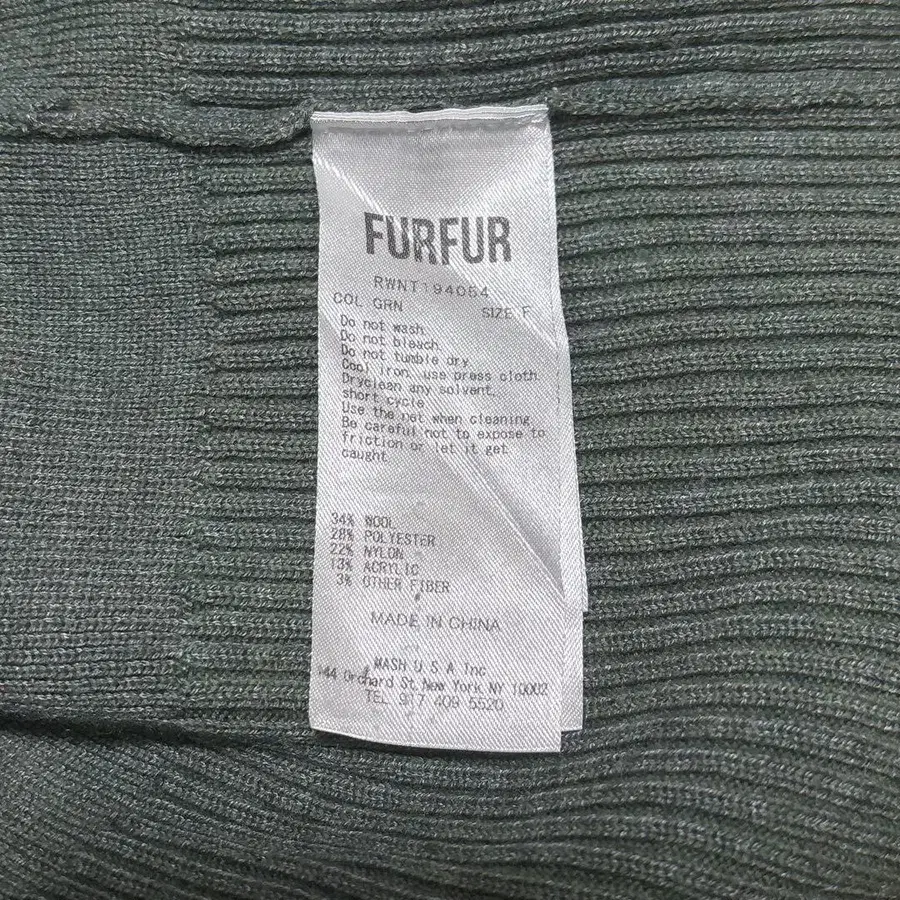 FURFUR
RWNT194054
COL GRN SIZE F
Do not wash
Do not bleach
Do not tumble dry
Cool iron, use press cloth.
Dryclean any solvent,
short cycle
Use the net when cleaning.
Be careful not to expose to
friction or let it get
caught.
34% WOOL
28% POLYESTER
22% NYLON
13% ACRYLIC
3% OTHER FIBER
MADE IN CHINA
MASH U S A Inc
44 Orchard St, New York NY 10002
TEL 917 409 5520